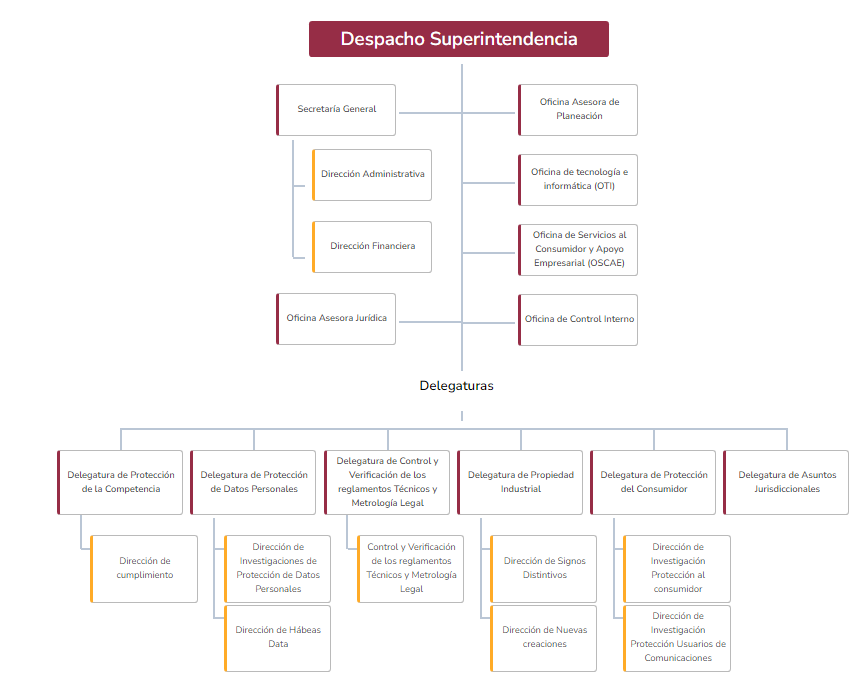 Despacho Superintendencia
Secretaría General
Oficina Asesora de
Planeación
Dirección Administrativa
Oficina de tecnología e
informática (OTI)
Dirección Financiera
Oficina de Servicios al
Consumidor y Apoyo
Empresarial (OSCAE)
Oficina Asesora Jurídica
Oficina de Control Interno
Delegaturas
Delegatura de Protección
de la Competencia
Delegatura de Protección
de Datos Personales
Delegatura de Control y
Verificación de los
reglamentos Técnicos y
Metrología Legal
Delegatura de Propiedad
Industrial
Delegatura de Protección
del Consumidor
Delegatura de Asuntos
Jurisdiccionales
Dirección de
cumplimiento
Dirección de
Investigaciones de
Protección de Datos
Personales
Control y Verificación
de los reglamentos
Técnicos y Metrología
Legal
Dirección de Signos
Distintivos
Dirección de
Investigación
Protección al
consumidor
Dirección de Hábeas
Data
Dirección de Nuevas
creaciones
Dirección de
Investigación
Protección Usuarios de
Comunicaciones